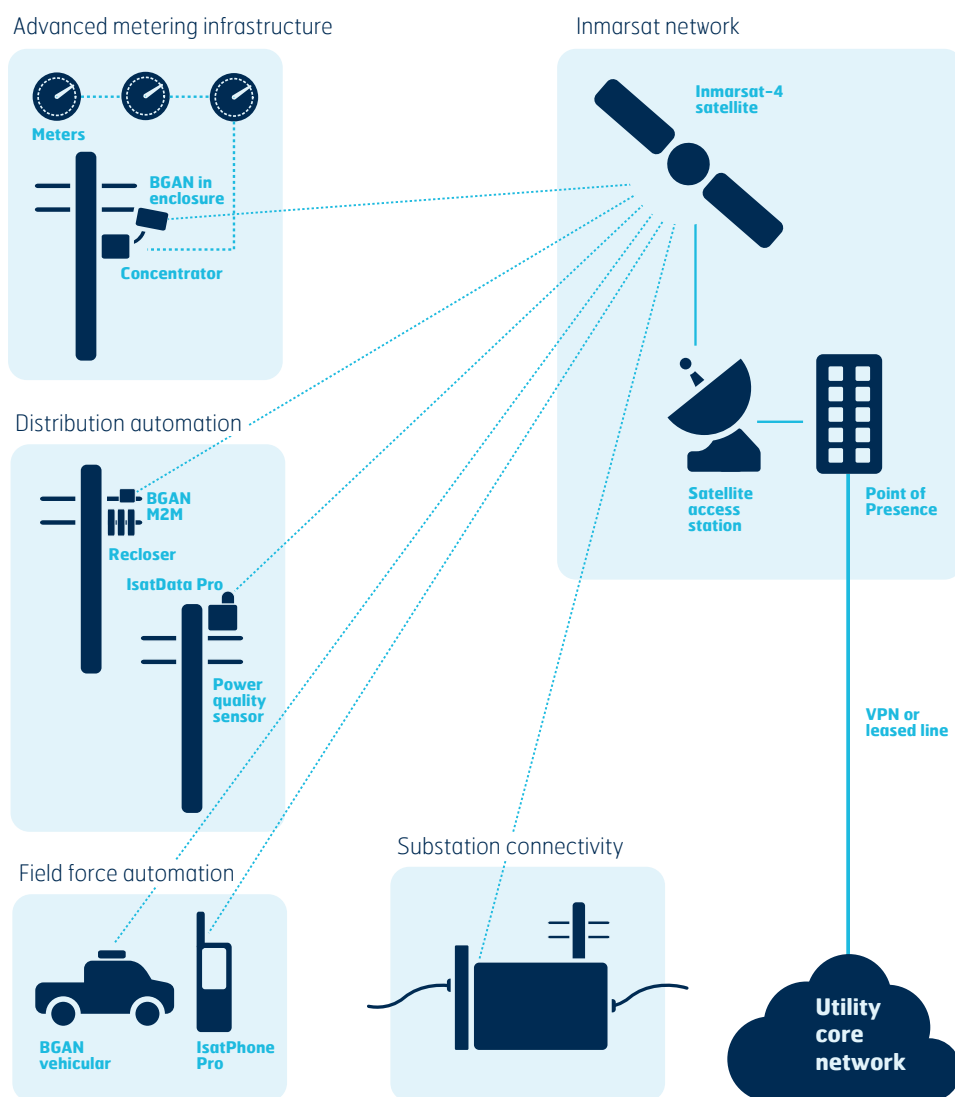 Advanced metering infrastructure
Meters
BGAN in
enclosure
Concentrator
Inmarsat network
Inmarsat-4
satellite
Satellite
access
station
Point of
Presence
Distribution automation
BGAN
M2M
Recloser
IsatData Pro
Power
quality
sensor
VPN or
leased line
Field force automation
BGAN
vehicular
IsatPhone
Pro
Substation connectivity
Utility
core
network